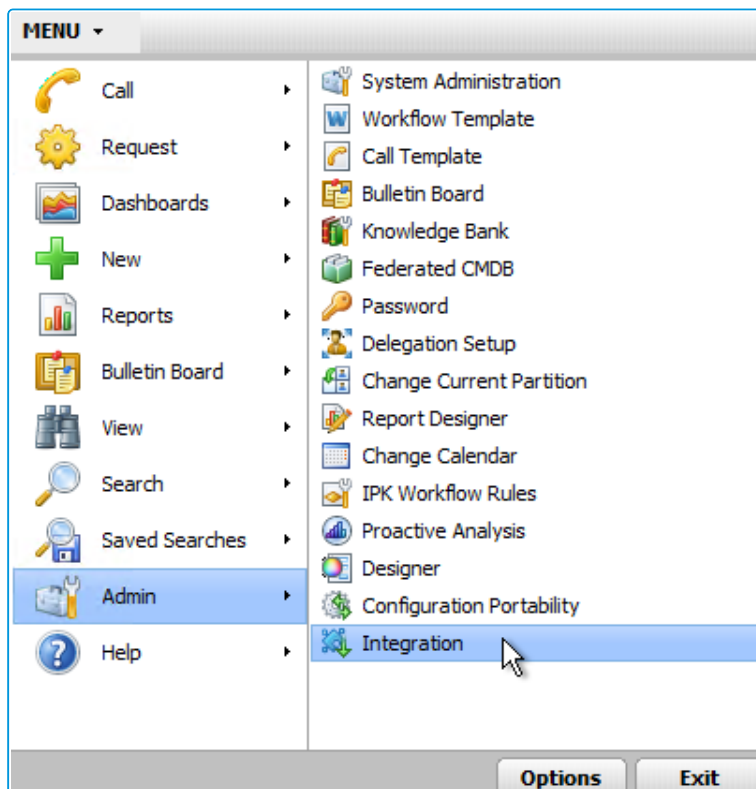 MENU
Call
Request
Dashboards
New
Reports
Bulletin Board
View
Search
Saved Searches
Admin
Help
System Administration
Workflow Template
Call Template
Bulletin Board
Knowledge Bank
Federated CMDB
Password
Delegation Setup
Change Current Partition
Report Designer
Change Calendar
IPK Workflow Rules
Proactive Analysis
Designer
Configuration Portability
Integration
Options
Exit